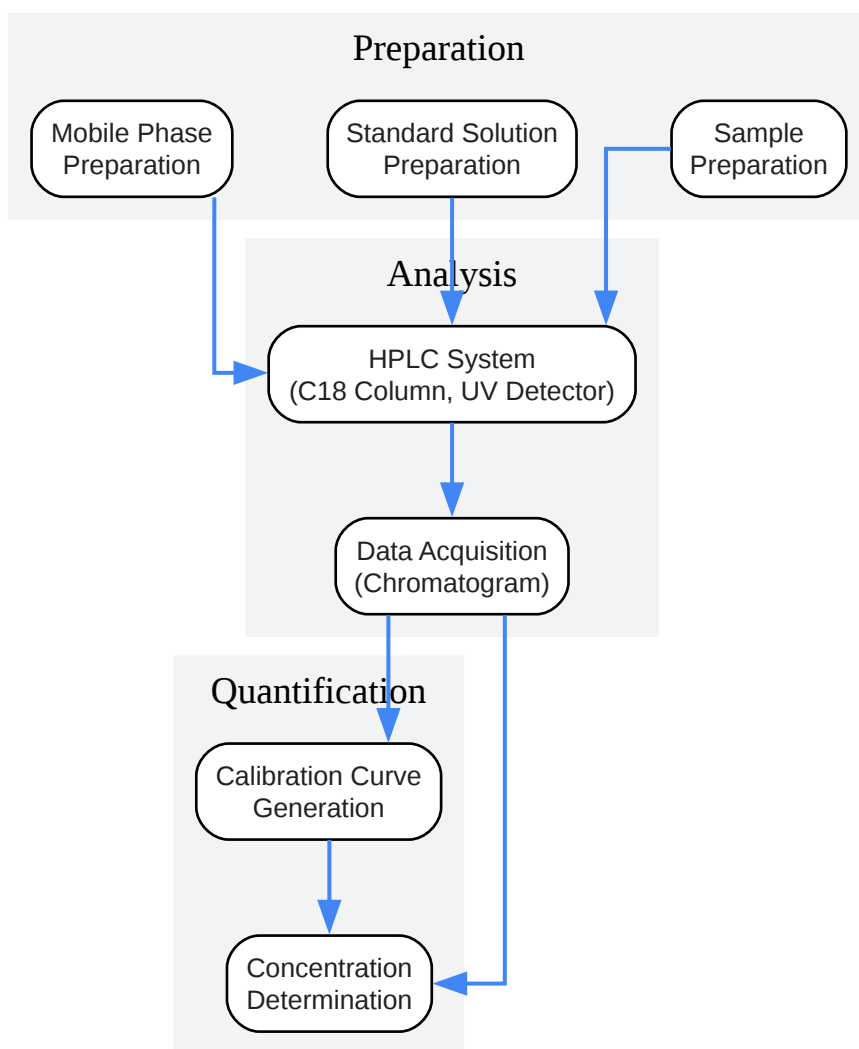 Preparation
Mobile Phase
Preparation
Standard Solution
Preparation
Sample
Preparation
Analysis
HPLC System
(C18 Column, UV Detector)
Data Acquisition
(Chromatogram)
Quantification
Calibration Curve
Generation
Concentration
Determination